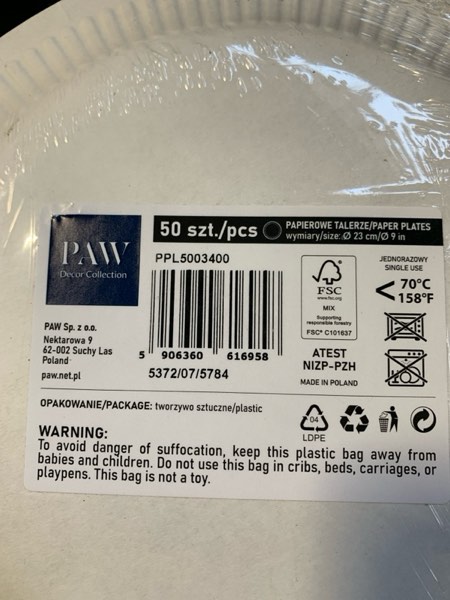 50 szt./pcs
PAPIEROWE TALERZE/PAPER PLATES
wymiary/size: Ø 23 cm/Ø 9 in
PAW
Decor Collection
PPL5003400
FSC
www.fsc.org
MIX
Supporting
responsible forestry
FSC® C101637
JEDNORAZOWY
SINGLE USE
< 70°C
158°F
PAW Sp. z o.o.
Nektarowa 9
62-002 Suchy Las
Poland
paw.net.pl
5 906360 616958
5372/07/5784
ATEST
NIZP-PZH
MADE IN POLAND
OPAKOWANIE/PACKAGE: tworzywo sztuczne/plastic
04
LDPE
WARNING:
To avoid danger of suffocation, keep this plastic bag away from
babies and children. Do not use this bag in cribs, beds, carriages, or
playpens. This bag is not a toy.